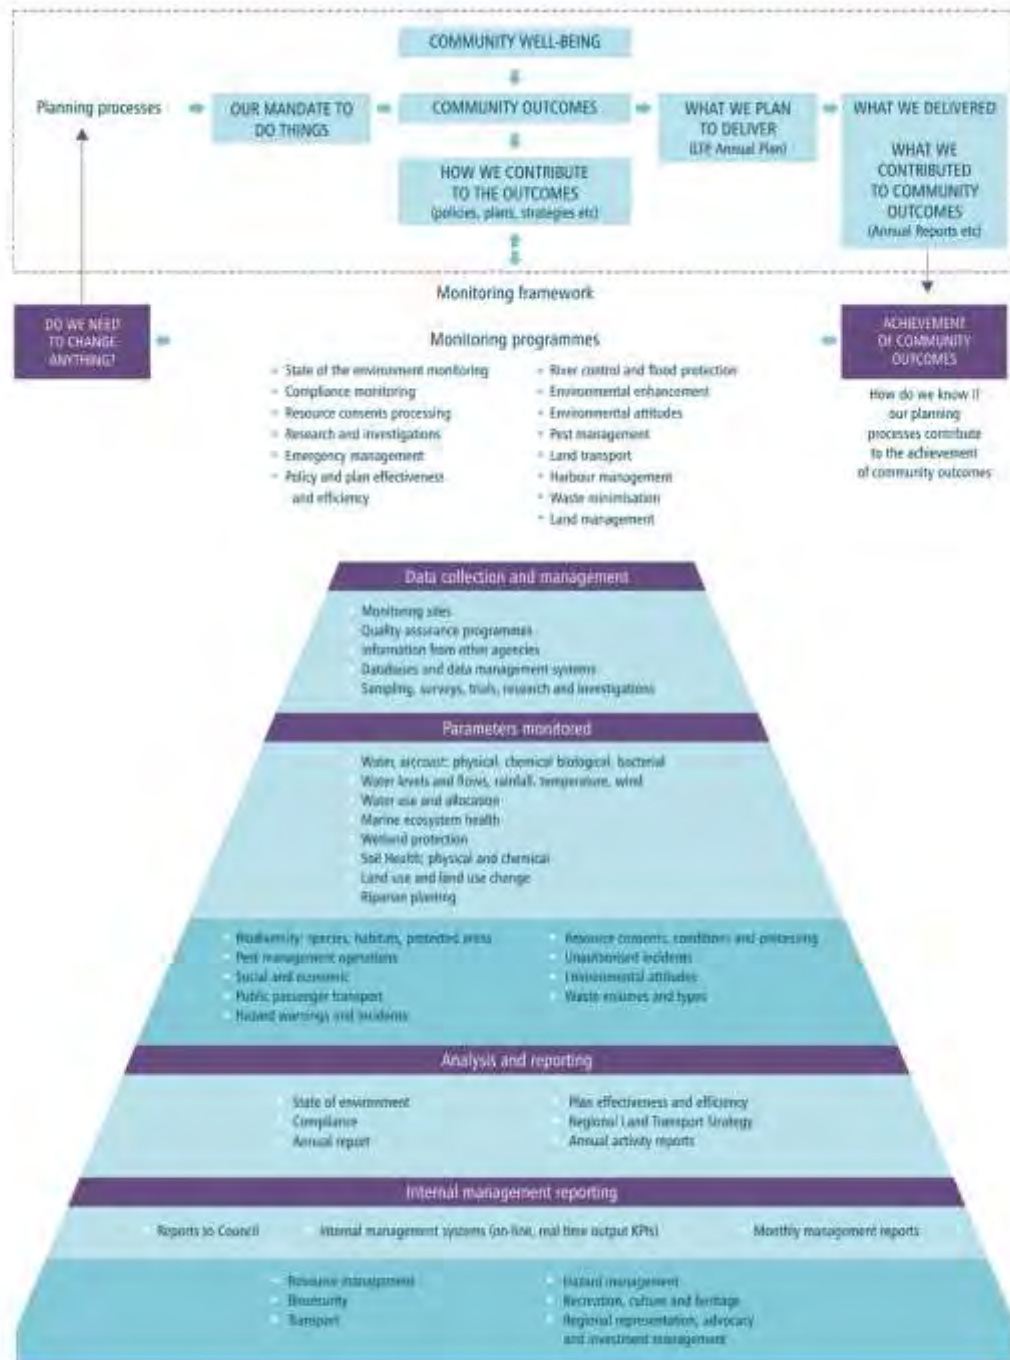 COMMUNITY WELL-BEING
Planning processes
OUR MANDATE TO
DO THINGS
COMMUNITY OUTCOMES
WHAT WE PLAN
TO DELIVER
(LTP, Annual Plan)
WHAT WE DELIVERED
WHAT WE
CONTRIBUTED
TO COMMUNITY
OUTCOMES
(Annual Reports etc)
HOW WE CONTRIBUTE
TO THE OUTCOMES
(policies, plans, strategies etc)
Monitoring framework
DO WE NEED
TO CHANGE
ANYTHING?
Monitoring programmes
State of the environment monitoring
Compliance monitoring
Resource consents processing
Research and investigations
Emergency management
Policy and plan effectiveness
and efficiency
River control and flood protection
Environmental enhancement
Environmental attitudes
Pest management
Land transport
Harbour management
Waste minimisation
Land management
ACHIEVEMENT
OF COMMUNITY
OUTCOMES
How do we know if
our planning
processes contribute
to the achievement
of community outcomes
Data collection and management
Monitoring sites
Quality assurance programmes
Information from other agencies
Databases and data management systems
Sampling, surveys, trials, research and investigations
Parameters monitored
Water, air, coast: physical, chemical biological, bacterial
Water levels and flows, rainfall, temperature, wind
Water use and allocation
Marine ecosystem health
Wetland protection
Soil Health: physical and chemical
Land use and land use change
Riparian planting
Biodiversity: species, habitats, protected areas
Pest management operations
Social and economic
Public passenger transport
Hazard warnings and incidents
Resource consents, conditions and processing
Unauthorised incidents
Environmental attitudes
Waste and types
Analysis and reporting
State of environment
Compliance
Annual report
Plan effectiveness and efficiency
Regional Land Transport Strategy
Annual activity reports
Internal management reporting
Reports to Council
Internal management systems (on-line, real time output KPIs)
Monthly management reports
Resource management
Biosecurity
Transport
Hazard management
Recreation, culture and heritage
Regional representation, advocacy
and investment management